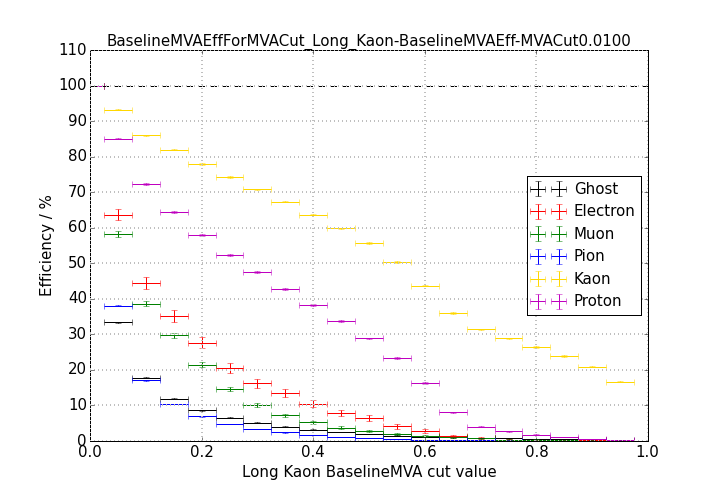 BaselineMVAEffForMVACut_Long_Kaon-BaselineMVAEff-MVACut0.0100
110
100
90
80
70
60
50
40
30
20
10
0
Efficiency / %
Ghost
Electron
Muon
Pion
Kaon
Proton
0.0 0.2 0.4 0.6 0.8 1.0
Long Kaon BaselineMVA cut value